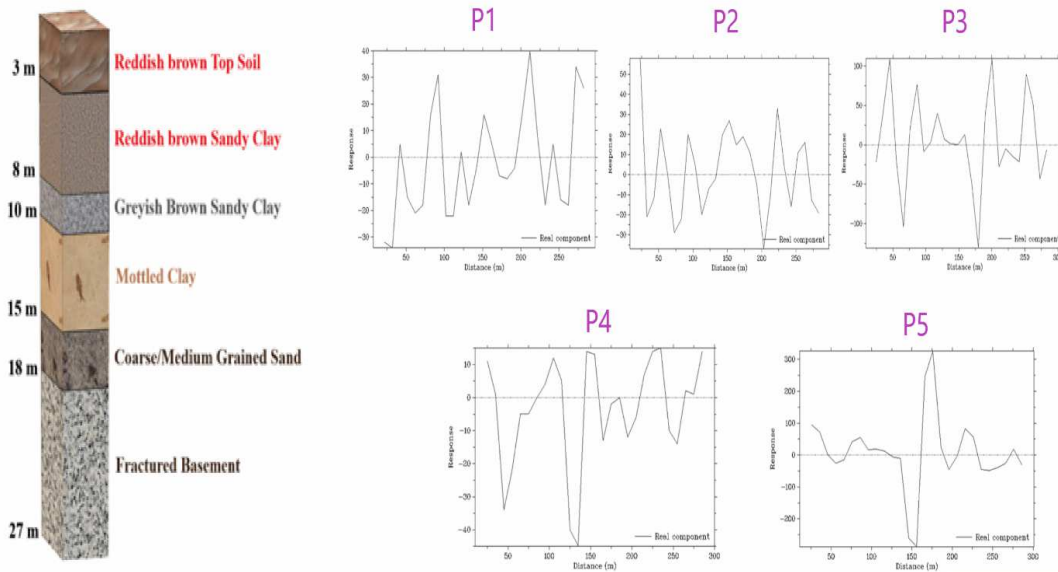 3 m
Reddish brown Top Soil
Reddish brown Sandy Clay
8 m
10 m
Greyish Brown Sandy Clay
Mottled Clay
15 m
18 m
Coarse/Medium Grained Sand
Fractured Basement
27 m
P1
40
30
20
10
0
-10
-20
-30
Response
50
100
150
200
250
Distance (m)
Real component
P2
50
40
30
20
10
0
-10
-20
-30
Response
50
100
150
200
250
Distance (m)
Real component
P3
100
50
0
-50
-100
Response
50
100
150
200
250
300
Distance (m)
Real component
P4
10
0
-10
-20
-30
-40
Response
50
100
150
200
250
300
Distance (m)
Real component
P5
300
200
100
0
-100
-200
Response
50
100
150
200
250
300
Distance (m)
Real component